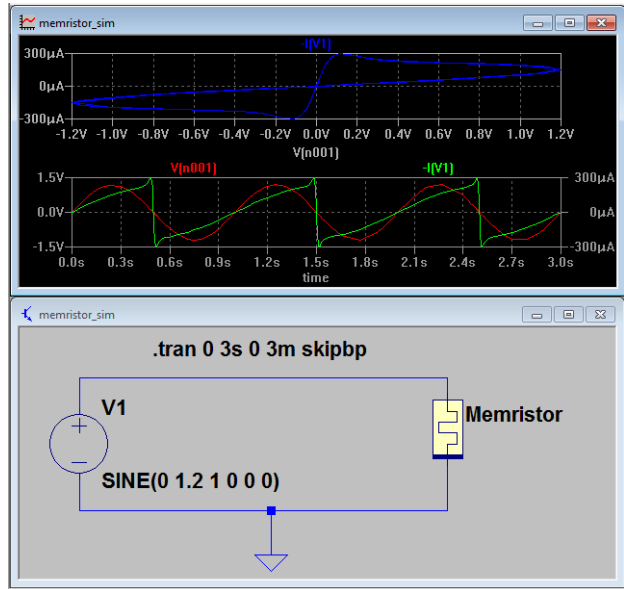 memristor_sim
-I(V1)
300µA
0µA
-300µA
-1.2V -1.0V -0.8V -0.6V -0.4V -0.2V 0.0V 0.2V 0.4V 0.6V 0.8V 1.0V 1.2V
V(n001)
V(n001) -I(V1)
1.5V 300µA
0.0V 0µA
-1.5V -300µA
0.0s 0.3s 0.6s 0.9s 1.2s 1.5s 1.8s 2.1s 2.4s 2.7s 3.0s
time
memristor_sim
.tran 0 3s 0 3m skipbp
V1
Memristor
SINE(0 1.2 1 0 0 0)